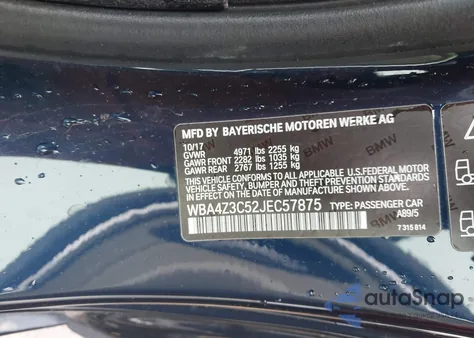 MFD BY BAYERISCHE MOTOREN WERKE AG
10/17
GVWR 4971 lbs 2255 kg
GAWR FRONT 2282 lbs 1035 kg
GAWR REAR 2767 lbs 1255 kg
THIS VEHICLE CONFORMS TO ALL APPLICABLE U.S.FEDERAL MOTOR
VEHICLE SAFETY, BUMPER, AND THEFT PREVENTION STANDARDS
IN EFFECT ON THE DATE OF MANUFACTURE SHOWN ABOVE.
WBA4Z3C52JEC57875 TYPE: PASSENGER CAR
A89/5
7 315 814
BMW
BMW
BMW
autoSnap